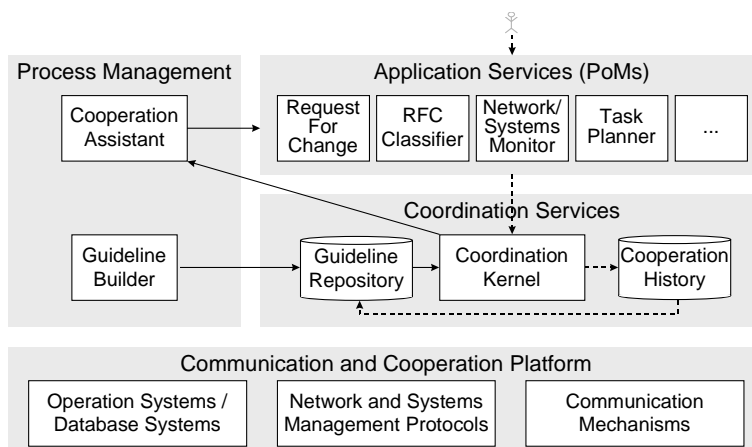 Process Management
Application Services (PoMs)
Cooperation
Assistant
Request
For
Change
RFC
Classifier
Network/
Systems
Monitor
Task
Planner
...
Coordination Services
Guideline
Builder
Guideline
Repository
Coordination
Kernel
Cooperation
History
Communication and Cooperation Platform
Operation Systems /
Database Systems
Network and Systems
Management Protocols
Communication
Mechanisms